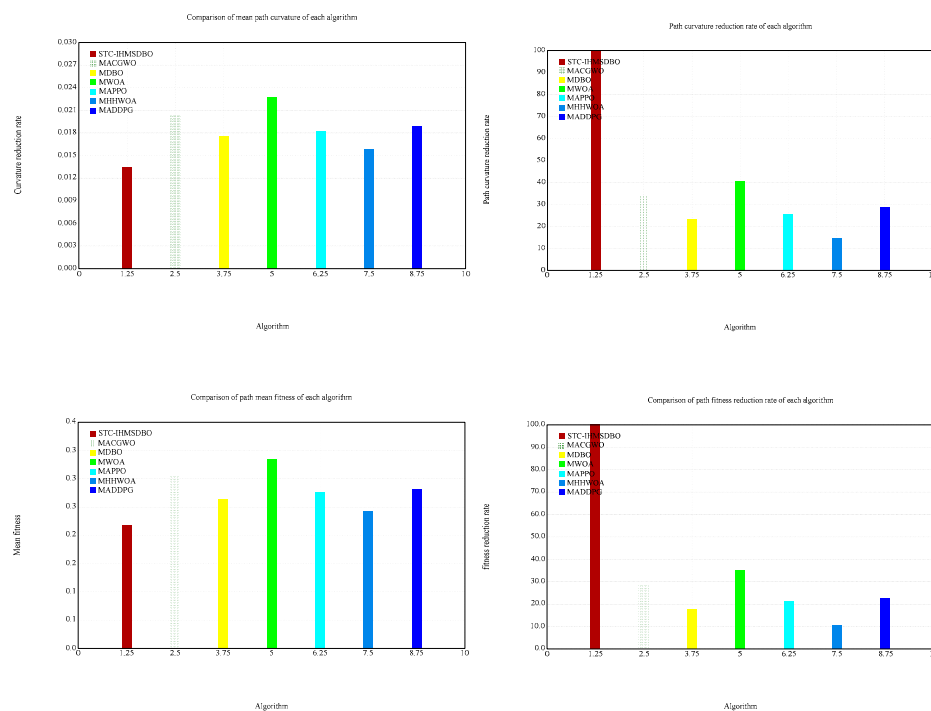 Comparison of mean path curvature of each algorithm
0.030
0.027
0.024
0.021
0.018
0.015
0.012
0.009
0.006
0.003
0.000
STC-IHMSDBO
MACGWO
MDBO
MWOA
MAPPO
MHHWOA
MADDPG
Curvature reduction rate
0 1.25 2.5 3.75 5 6.25 7.5 8.75 10
Algorithm
Path curvature reduction rate of each algorithm
100
90
80
70
60
50
40
30
20
10
0
STC-IHMSDBO
MACGWO
MDBO
MWOA
MAPPO
MHHWOA
MADDPG
Path curvature reduction rate
0 1.25 2.5 3.75 5 6.25 7.5 8.75
Algorithm
Comparison of path mean fitness of each algorithm
0.4
0.3
0.3
0.2
0.2
0.1
0.1
0.0
STC-IHMSDBO
MACGWO
MDBO
MWOA
MAPPO
MHHWOA
MADDPG
Mean fitness
0 1.25 2.5 3.75 5 6.25 7.5 8.75 10
Algorithm
Comparison of path fitness reduction rate of each algorithm
100.0
90.0
80.0
70.0
60.0
50.0
40.0
30.0
20.0
10.0
0.0
STC-IHMSDBO
MACGWO
MDBO
MWOA
MAPPO
MHHWOA
MADDPG
fitness reduction rate
0 1.25 2.5 3.75 5 6.25 7.5 8.75
Algorithm